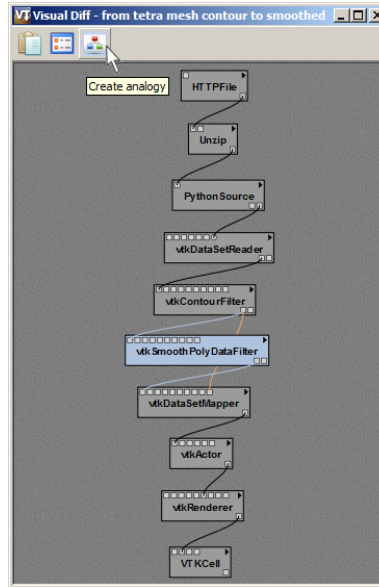 VT Visual Diff - from tetra mesh contour to smoothed
Create analogy
HTTPFile
Unzip
PythonSource
vtkDataSetReader
vtkContourFilter
vtkSmoothPolyDataFilter
vtkDataSetMapper
vtkActor
vtkRenderer
VTKCell